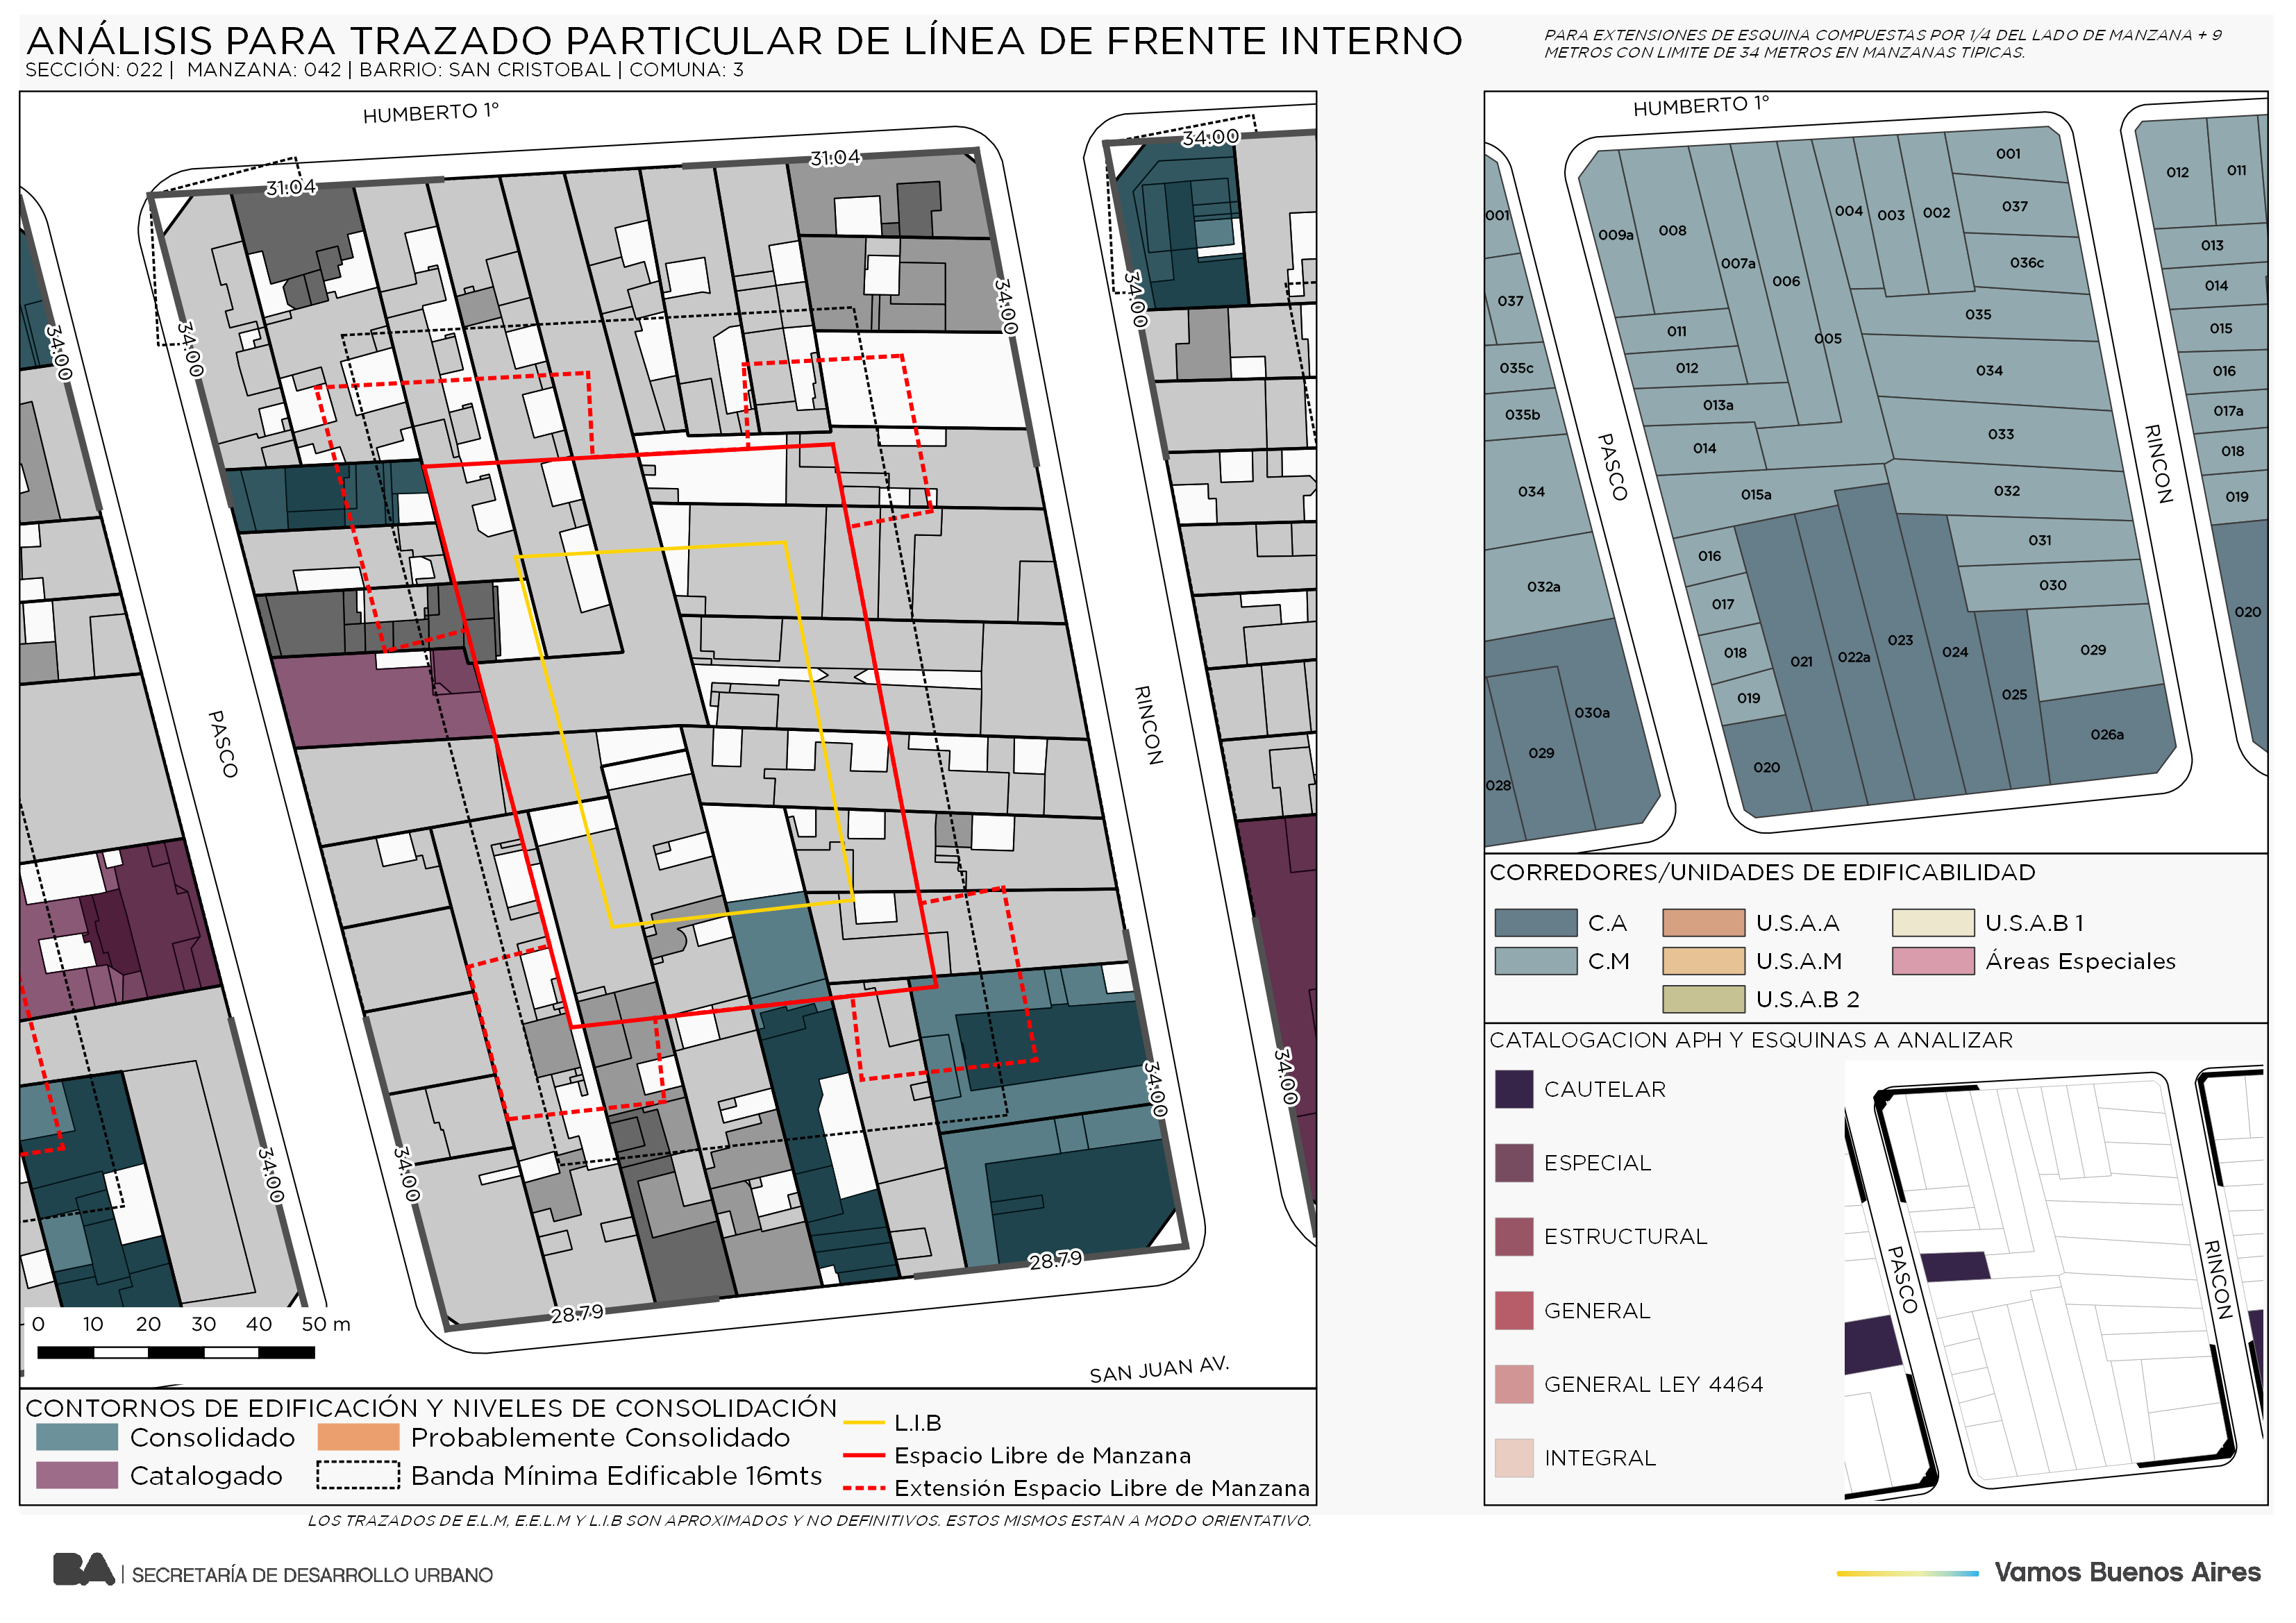 ANÁLISIS PARA TRAZADO PARTICULAR DE LÍNEA DE FRENTE INTERNO
SECCIÓN: 022 | MANZANA: 042 | BARRIO: SAN CRISTOBAL | COMUNA: 3
PARA EXTENSIONES DE ESQUINA COMPUESTAS POR 1/4 DEL LADO DE MANZANA + 9
METROS CON LIMITE DE 34 METROS EN MANZANAS TIPICAS.
HUMBERTO 1°
31.04
31.04
34.00
34.00
34.00
34.00
34.00
PASCO
RINCON
34.00
34.00
34.00
34.00
28.79
28.79
SAN JUAN AV.
0 10 20 30 40 50 m
CONTORNOS DE EDIFICACIÓN Y NIVELES DE CONSOLIDACIÓN
Consolidado
Probablemente Consolidado
Catalogado
Banda Mínima Edificable 16mts
L.I.B
Espacio Libre de Manzana
Extensión Espacio Libre de Manzana
HUMBERTO 1°
001
037
035c
035b
034
032a
030a
029
028
009a
008
007a
006
005
004
003
002
001
037
036c
035
034
033
032
031
030
029
026a
025
024
023
022a
021
020
019
018
017
016
015a
014
013a
012
011
012
011
013
014
015
016
017a
018
019
020
PASCO
RINCON
CORREDORES/UNIDADES DE EDIFICABILIDAD
C.A
U.S.A.A
U.S.A.B 1
C.M
U.S.A.M
Áreas Especiales
U.S.A.B 2
CATALOGACION APH Y ESQUINAS A ANALIZAR
CAUTELAR
ESPECIAL
ESTRUCTURAL
GENERAL
GENERAL LEY 4464
INTEGRAL
PASCO
RINCON
LOS TRAZADOS DE E.L.M, E.E.L.M Y L.I.B SON APROXIMADOS Y NO DEFINITIVOS. ESTOS MISMOS ESTAN A MODO ORIENTATIVO.
BA | SECRETARÍA DE DESARROLLO URBANO
Vamos Buenos Aires